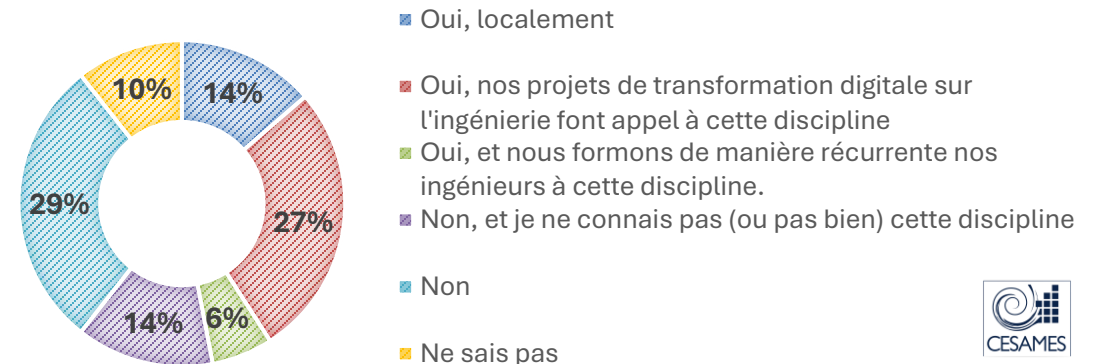 Oui, localement
Oui, nos projets de transformation digitale sur
l'ingénierie font appel à cette discipline
Oui, et nous formons de manière récurrente nos
ingénieurs à cette discipline.
Non, et je ne connais pas (ou pas bien) cette discipline
Non
Ne sais pas
10%
14%
29%
27%
14%
6%
CESAMES